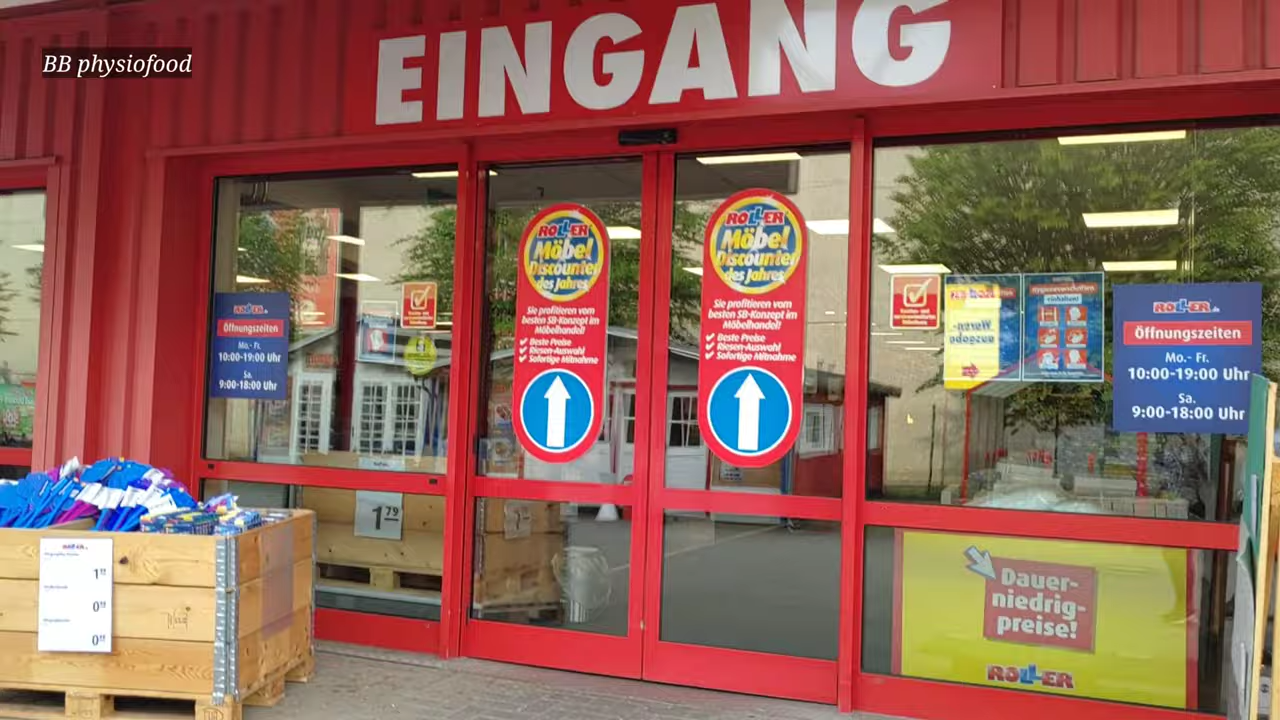 BB physiofood
EINGANG
ROLLER
Möbel
Discounter
des Jahres
Sie profitieren vom
besten SB-Konzept im
Möbelhandel!
Beste Preise
Riesen-Auswahl
Sofortige Mitnahme
ROLLER
Möbel
Discounter
des Jahres
Sie profitieren vom
besten SB-Konzept im
Möbelhandel!
Beste Preise
Riesen-Auswahl
Sofortige Mitnahme
ROLLER
Öffnungszeiten
Mo.- Fr.
10:00-19:00 Uhr
Sa.
9:00-18:00 Uhr
ROLLER
Öffnungszeiten
Mo.- Fr.
10:00-19:00 Uhr
Sa.
9:00-18:00 Uhr
einhalten!
1 79
ROLLER
Dauer-
niedrig-
preise!
ROLLER